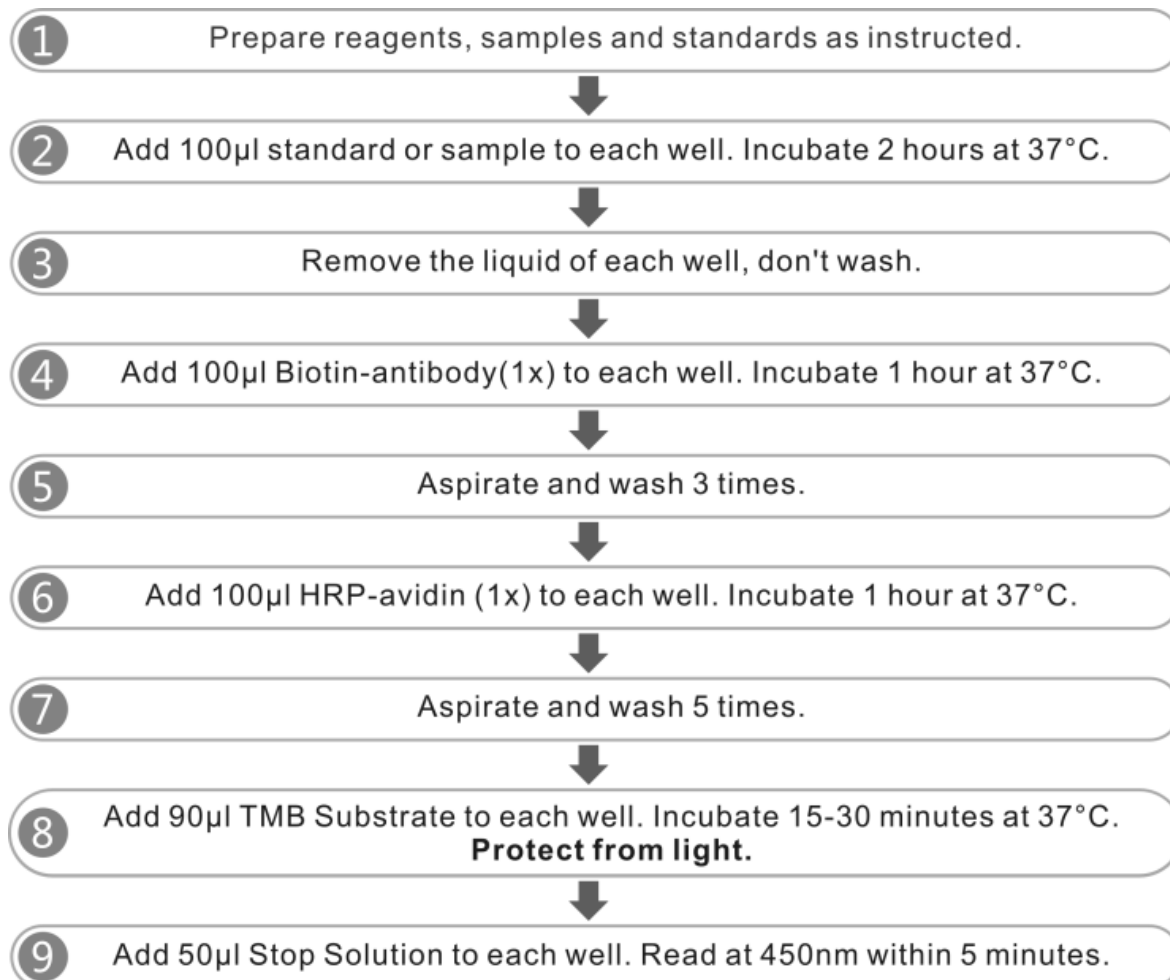 1 Prepare reagents, samples and standards as instructed.
2 Add 100µl standard or sample to each well. Incubate 2 hours at 37°C.
3 Remove the liquid of each well, don't wash.
4 Add 100µl Biotin-antibody(1x) to each well. Incubate 1 hour at 37°C.
5 Aspirate and wash 3 times.
6 Add 100µl HRP-avidin (1x) to each well. Incubate 1 hour at 37°C.
7 Aspirate and wash 5 times.
8 Add 90µl TMB Substrate to each well. Incubate 15-30 minutes at 37°C.
Protect from light.
9 Add 50µl Stop Solution to each well. Read at 450nm within 5 minutes.